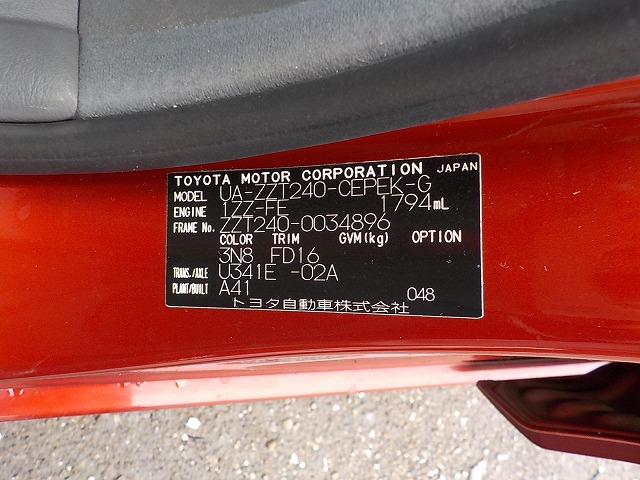 TOYOTA MOTOR CORPORATION JAPAN
MODEL UA-ZZT240-CEPEK-G
ENGINE 1ZZ-FE 1794mL
FRAME No. ZZT240-0034896
COLOR TRIM GVM(kg) OPTION
3N8 FD16
TRANS./AXLE U341E -02A
PLANT/BUILT A41 048
トヨタ自動車株式会社